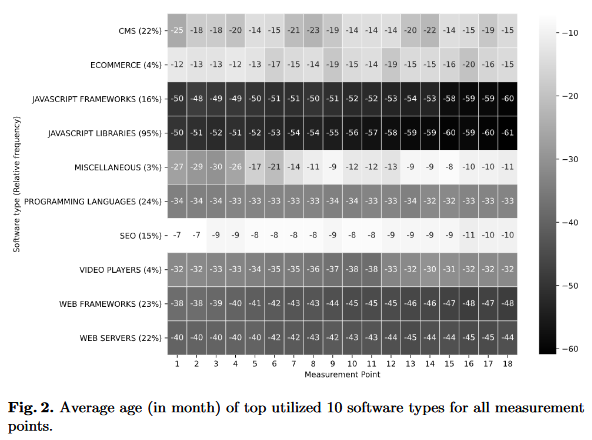 CMS (22%) -25 -18 -18 -20 -14 -15 -21 -23 -19 -14 -14 -14 -20 -22 -14 -15 -19 -15
ECOMMERCE (4%) -12 -13 -13 -12 -13 -17 -15 -14 -19 -15 -14 -19 -15 -15 -16 -20 -16 -15
JAVASCRIPT FRAMEWORKS (16%) -50 -48 -49 -49 -50 -51 -51 -50 -51 -52 -52 -53 -54 -53 -58 -59 -59 -60
JAVASCRIPT LIBRARIES (95%) -50 -51 -52 -51 -52 -53 -54 -54 -55 -56 -57 -58 -59 -59 -60 -59 -60 -61
MISCELLANEOUS (3%) -27 -29 -30 -26 -17 -21 -14 -11 -9 -12 -12 -13 -9 -9 -8 -10 -10 -11
PROGRAMMING LANGUAGES (24%) -34 -34 -34 -33 -33 -33 -33 -33 -34 -34 -33 -33 -34 -32 -32 -33 -33 -33
SEO (15%) -7 -7 -9 -9 -8 -8 -8 -8 -9 -8 -8 -9 -9 -9 -9 -11 -10 -10
VIDEO PLAYERS (4%) -32 -32 -33 -33 -34 -35 -35 -36 -37 -38 -38 -33 -32 -30 -31 -32 -32 -32
WEB FRAMEWORKS (23%) -38 -38 -39 -40 -41 -42 -43 -43 -44 -45 -45 -45 -46 -46 -47 -48 -47 -48
WEB SERVERS (22%) -40 -40 -40 -40 -40 -42 -42 -43 -42 -43 -43 -44 -45 -44 -44 -45 -45 -44
1 2 3 4 5 6 7 8 9 10 11 12 13 14 15 16 17 18
Measurement Point
Software type (Relative frequency)
-10
-20
-30
-40
-50
-60
Fig. 2. Average age (in month) of top utilized 10 software types for all measurement
points.